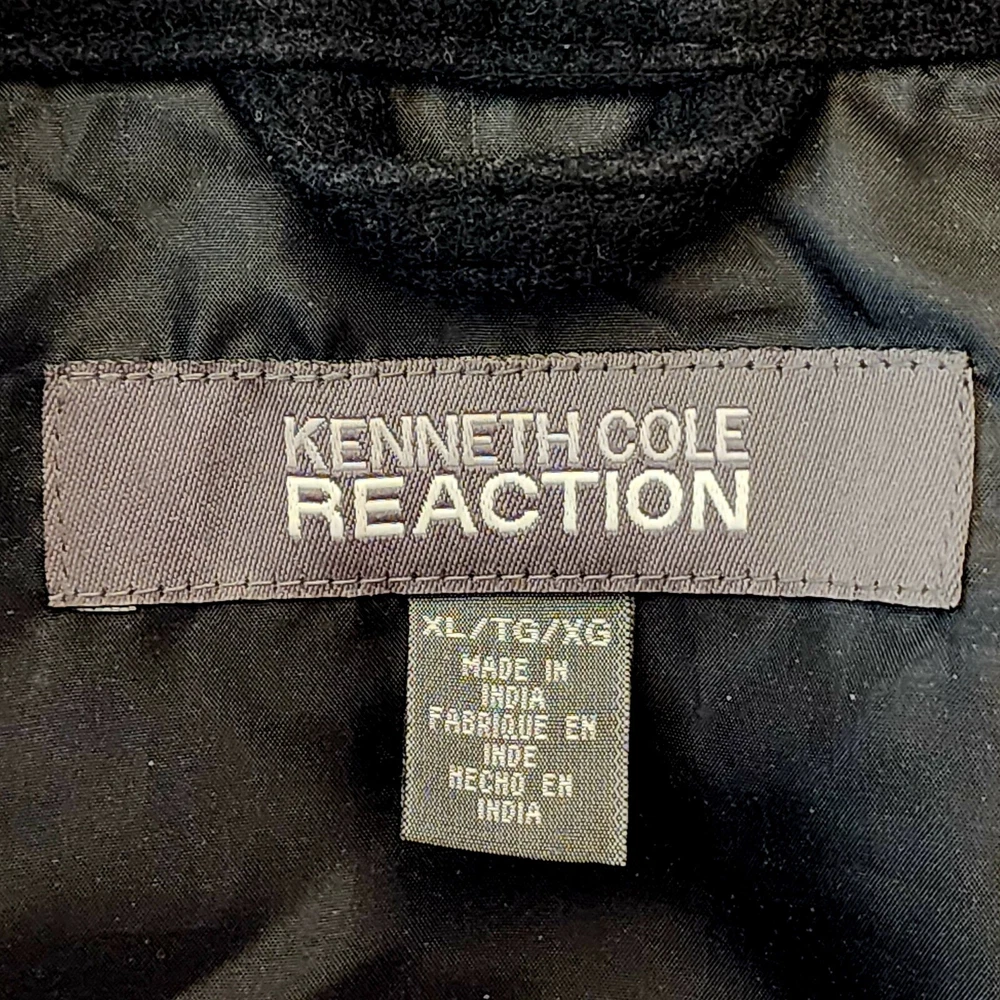 KENNETH COLE
REACTION
XL/TG/XG
MADE IN
INDIA
FABRIQUE EN
INDE
HECHO EN
INDIA